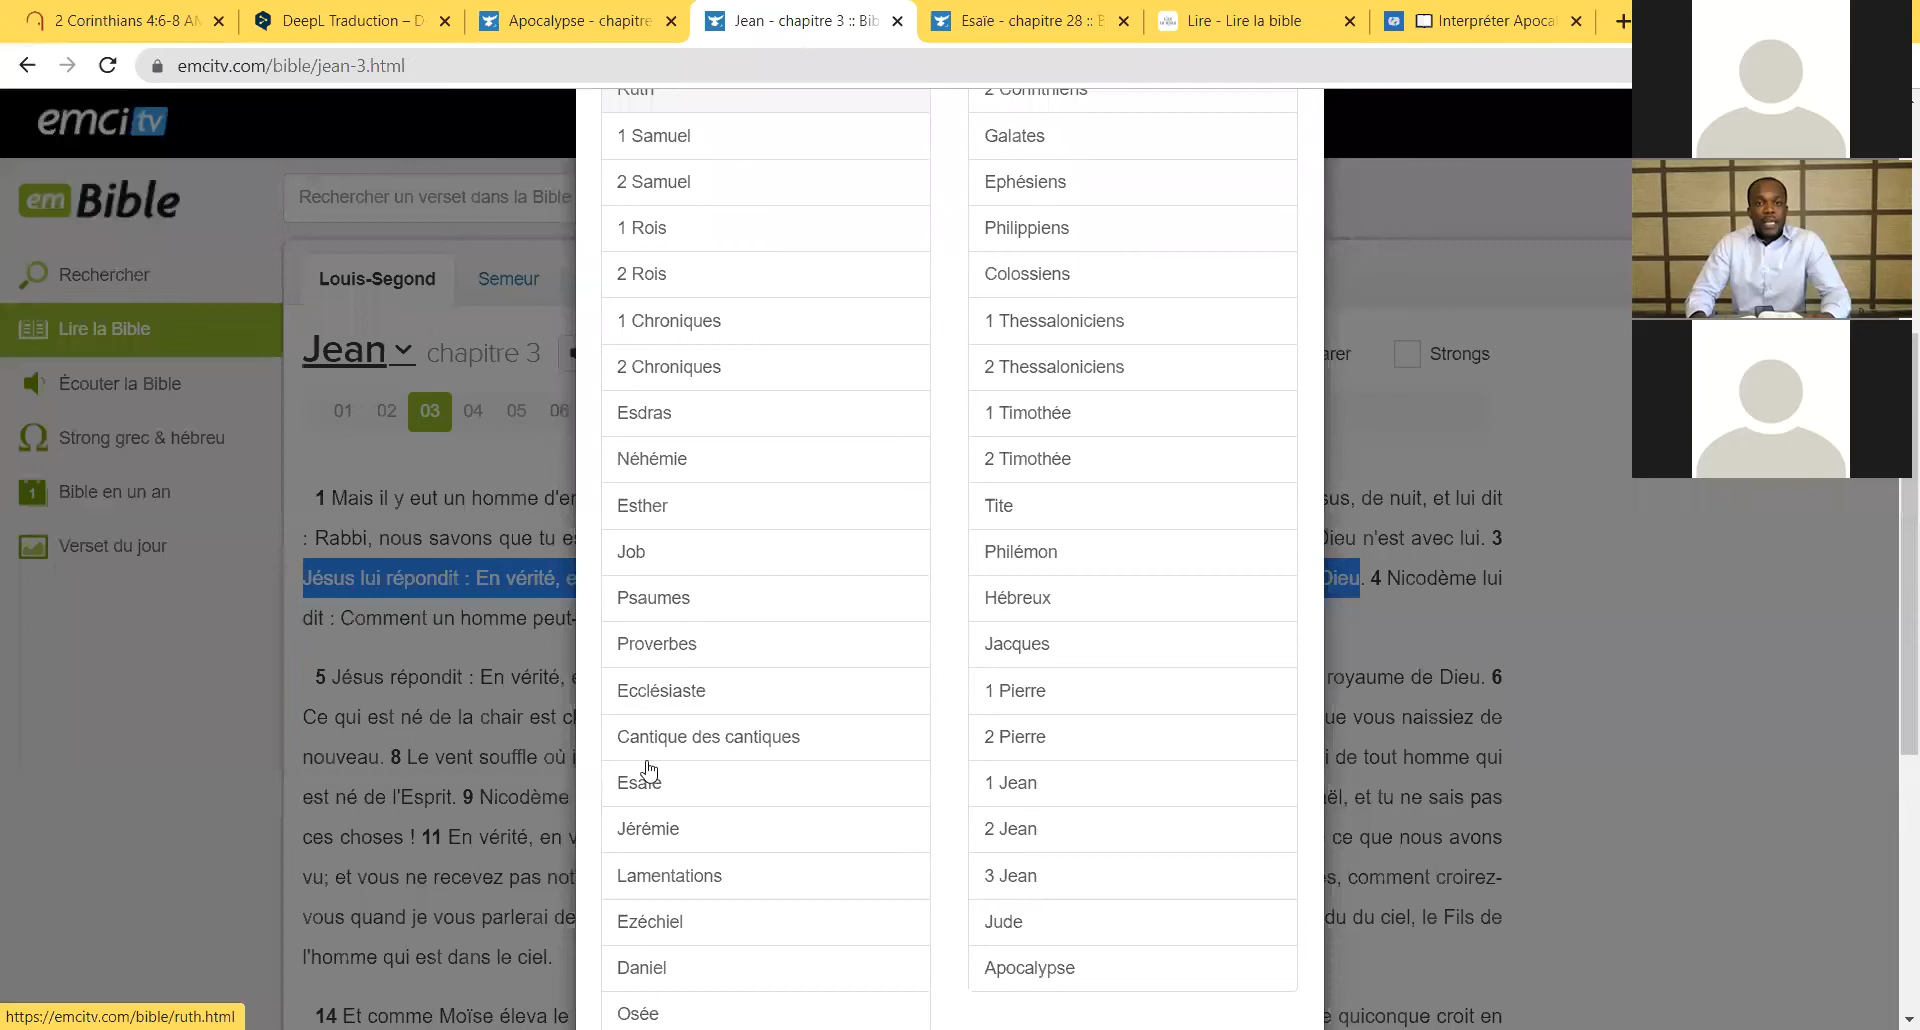 2 Corinthians 4:6-8 A
DeepL Traduction – D
Apocalypse - chapitre
Jean - chapitre 3 :: Bib
Esaïe - chapitre 28 :: B
Lire - Lire la bible
Interpréter Apoca
emcitv.com/bible/jean-3.html
emci tv
em Bible
Rechercher un verset dans la Bible
Rechercher
Lire la Bible
Écouter la Bible
Strong grec & hébreu
1
Bible en un an
Verset du jour
Louis-Segond
Semeur
Jean chapitre 3
Strongs
01 02 03 04 05 06
Ruth
1 Samuel
2 Samuel
1 Rois
2 Rois
1 Chroniques
2 Chroniques
Esdras
Néhémie
Esther
Job
Psaumes
Proverbes
Ecclésiaste
Cantique des cantiques
Esaïe
Jérémie
Lamentations
Ezéchiel
Daniel
Osée
2 Corinthiens
Galates
Ephésiens
Philippiens
Colossiens
1 Thessaloniciens
2 Thessaloniciens
1 Timothée
2 Timothée
Tite
Philémon
Hébreux
Jacques
1 Pierre
2 Pierre
1 Jean
2 Jean
3 Jean
Jude
Apocalypse
1 Mais il y eut un homme d'en
sus, de nuit, et lui dit
: Rabbi, nous savons que tu es
Dieu n'est avec lui. 3
Jésus lui répondit : En vérité, e
Dieu. 4 Nicodème lui
dit : Comment un homme peut-
5 Jésus répondit : En vérité, e
royaume de Dieu. 6
Ce qui est né de la chair est ch
que vous naissiez de
nouveau. 8 Le vent souffle où i
i de tout homme qui
est né de l'Esprit. 9 Nicodème
ël, et tu ne sais pas
ces choses ! 11 En vérité, en v
ce que nous avons
vu; et vous ne recevez pas not
s, comment croirez-
vous quand je vous parlerai de
du du ciel, le Fils de
l'homme qui est dans le ciel.
14 Et comme Moïse éleva le
e quiconque croit en
https://emcitv.com/bible/ruth.html